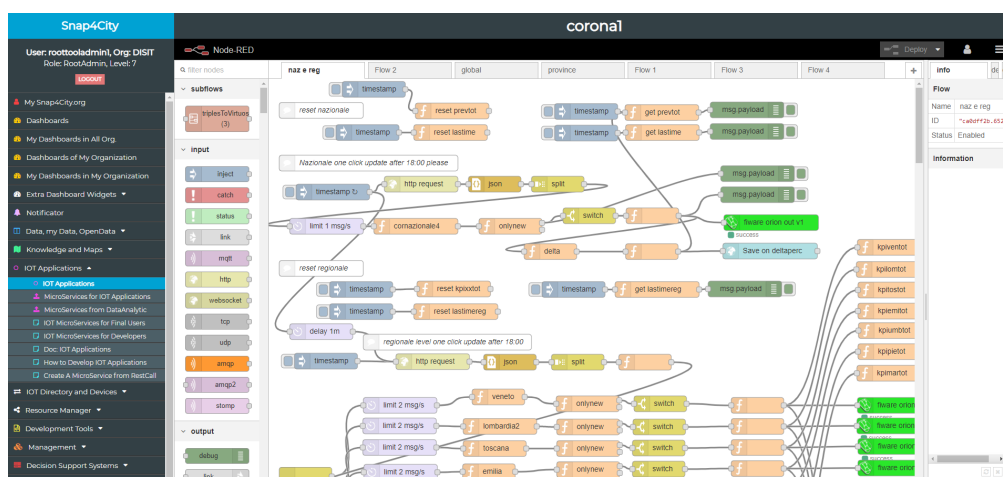 Snap4City
corona1
User: roottooladmin1, Org: DISIT
Role: RootAdmin, Level: 7
LOGOUT
My Snap4City.org
Dashboards
Dashboards of My Organization
My Dashboards in All Org.
My Dashboards in My Organization
Extra Dashboard Widgets
Notificator
Data, my Data, OpenData
Knowledge and Maps
IOT Applications
IOT Applications
MicroServices for IOT Applications
MicroServices from DataAnalytic
IOT MicroServices for Final Users
IOT MicroServices for Developers
Doc: IOT Applications
How to Develop IOT Applications
Create A MicroService from RestCall
IOT Directory and Devices
Resource Manager
Development Tools
Management
Decision Support Systems
Node-RED
Deploy
filter nodes
subflows
triplesToVirtuos
(3)
input
inject
catch
status
link
mqtt
http
websocket
tcp
udp
amqp
amqp2
stomp
output
debug
link
naz e reg
Flow 2
global
province
Flow 1
Flow 3
Flow 4
timestamp
reset nazionale
reset prevtot
timestamp
get prevtot
msg.payload
timestamp
reset lastime
timestamp
get lastime
msg.payload
Nazionale one click update after 18:00 please
timestamp ↻
http request
json
split
msg.payload
msg.payload
limit 1 msg/s
cornazionale4
onlynew
switch
fiware orion out v1
success
delta
Save on deltaperc
reset regionale
timestamp
reset kpixxtot
timestamp
get lastimereg
msg.payload
timestamp
reset lastimereg
delay 1m
regionale level one click update after 18:00
timestamp
http request
json
split
kpiventot
kpilomtot
kpitostot
kpiemitot
kpiumbtot
kpipietot
kpimartot
limit 2 msg/s
veneto
onlynew
switch
fiware orion
limit 2 msg/s
lombardia2
onlynew
switch
fiware orion
limit 2 msg/s
toscana
onlynew
switch
fiware orion
success
limit 2 msg/s
emilia
onlynew
switch
fiware orion
info
Flow
Name
naz e reg
ID
"ca0dff2b.652
Status
Enabled
Information